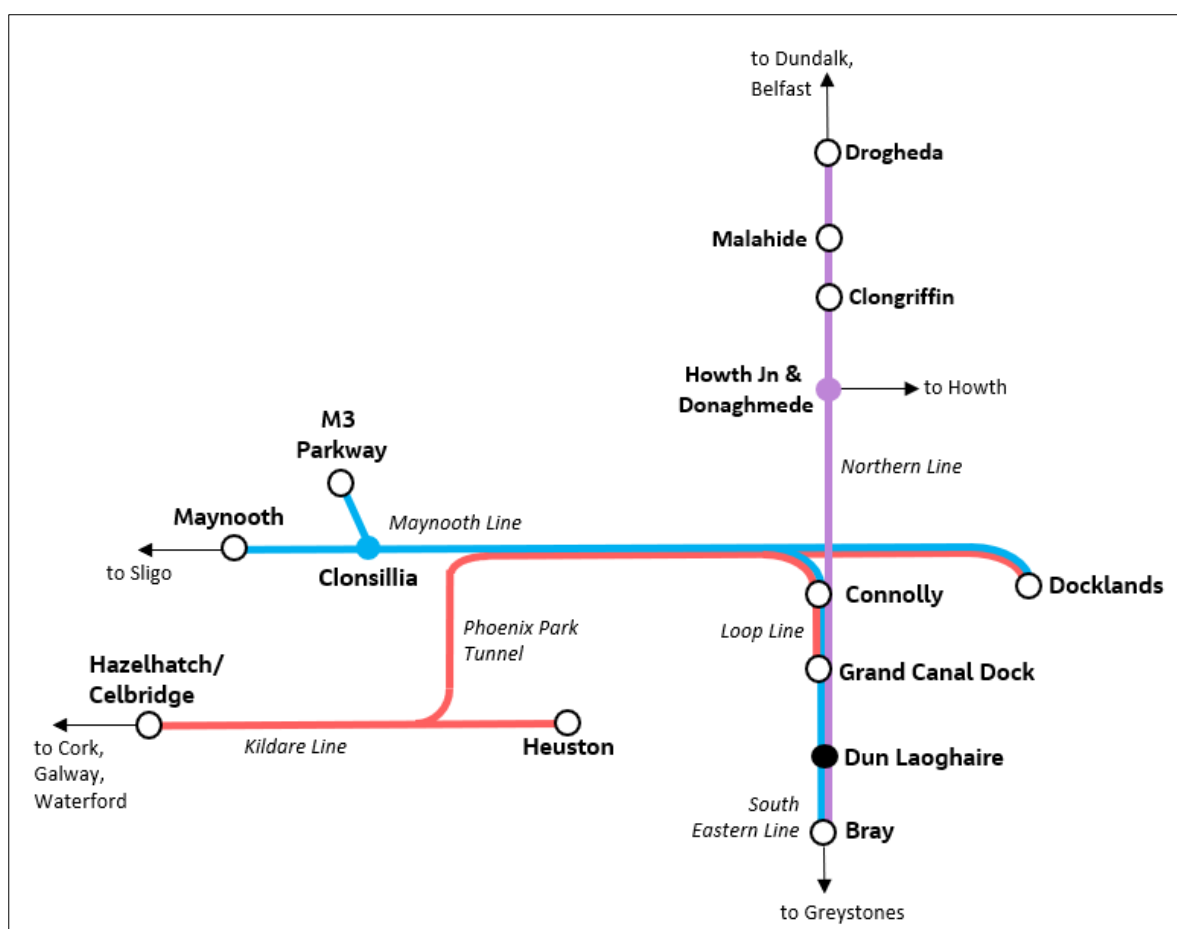 to Dundalk,
Belfast
Drogheda
Malahide
Clongriffin
Howth Jn &
Donaghmede
to Howth
M3
Parkway
Northern Line
Maynooth
Maynooth Line
to Sligo
Clonsillia
Connolly
Docklands
Phoenix Park
Tunnel
Loop Line
Hazelhatch/
Celbridge
Grand Canal Dock
Kildare Line
Heuston
to Cork,
Galway,
Waterford
Dun Laoghaire
South
Eastern Line
Bray
to Greystones